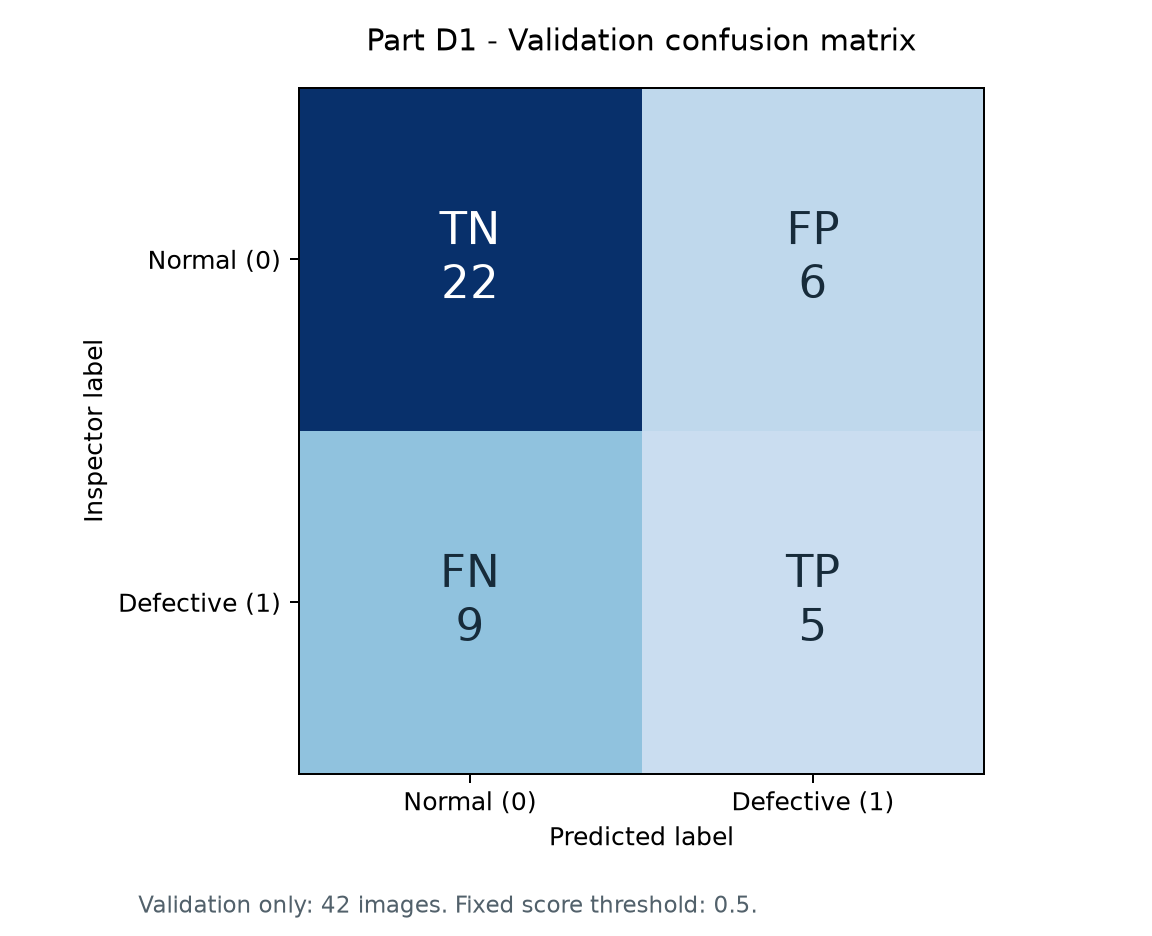 Part D1 - Validation confusion matrix
TN
22
FP
6
Normal (0)
Inspector label
FN
9
TP
5
Defective (1)
Normal (0)
Defective (1)
Predicted label
Validation only: 42 images. Fixed score threshold: 0.5.